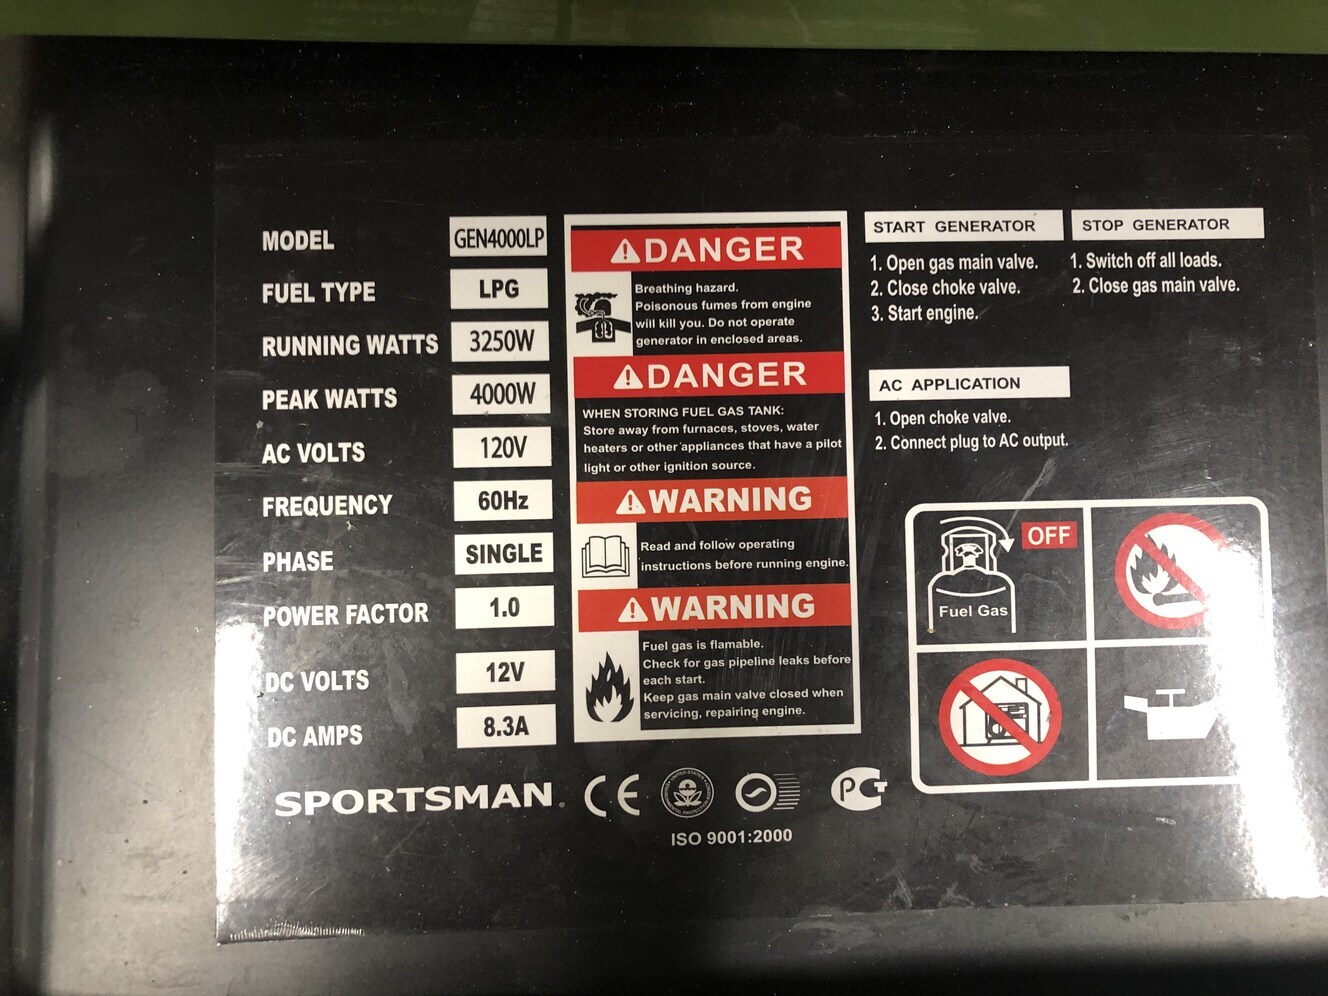 MODEL GEN4000LP
FUEL TYPE LPG
RUNNING WATTS 3250W
PEAK WATTS 4000W
AC VOLTS 120V
FREQUENCY 60Hz
PHASE SINGLE
POWER FACTOR 1.0
DC VOLTS 12V
DC AMPS 8.3A
SPORTSMAN
CE
ISO 9001:2000
DANGER
Breathing hazard.
Poisonous fumes from engine
will kill you. Do not operate
generator in enclosed areas.
DANGER
WHEN STORING FUEL GAS TANK:
Store away from furnaces, stoves, water
heaters or other appliances that have a pilot
light or other ignition source.
WARNING
Read and follow operating
instructions before running engine.
WARNING
Fuel gas is flamable.
Check for gas pipeline leaks before
each start.
Keep gas main valve closed when
servicing, repairing engine.
START GENERATOR
1. Open gas main valve.
2. Close choke valve.
3. Start engine.
STOP GENERATOR
1. Switch off all loads.
2. Close gas main valve.
AC APPLICATION
1. Open choke valve.
2. Connect plug to AC output.
OFF
Fuel Gas